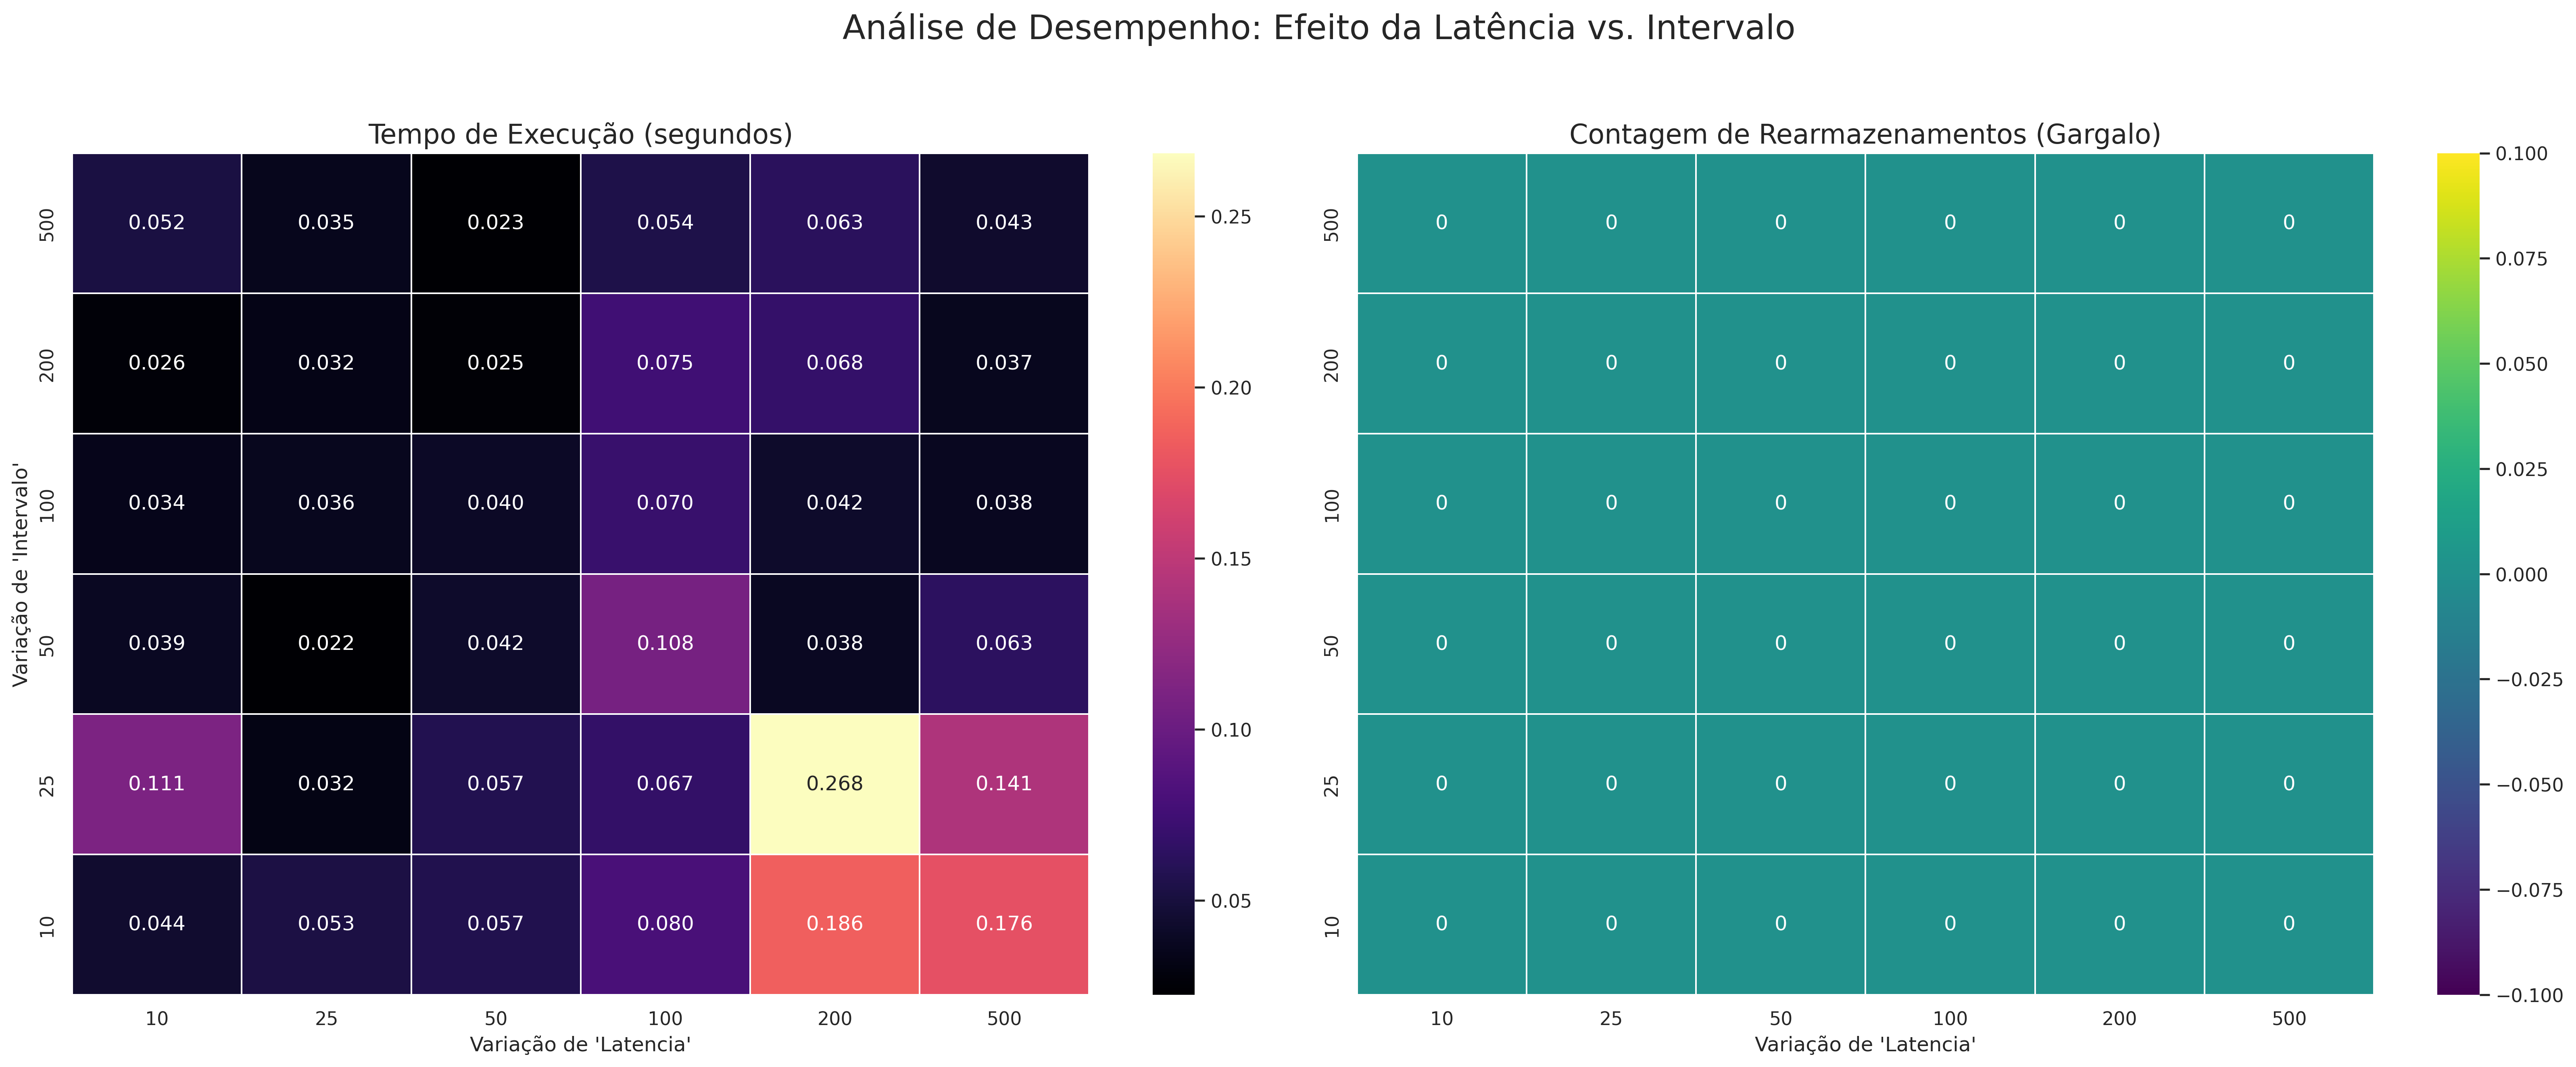 Análise de Desempenho: Efeito da Latência vs. Intervalo
Tempo de Execução (segundos)
Variação de 'Intervalo'
500 0.052 0.035 0.023 0.054 0.063 0.043
200 0.026 0.032 0.025 0.075 0.068 0.037
100 0.034 0.036 0.040 0.070 0.042 0.038
50 0.039 0.022 0.042 0.108 0.038 0.063
25 0.111 0.032 0.057 0.067 0.268 0.141
10 0.044 0.053 0.057 0.080 0.186 0.176
10 25 50 100 200 500
Variação de 'Latencia'
0.25
0.20
0.15
0.10
0.05
Contagem de Rearmazenamentos (Gargalo)
500 0 0 0 0 0 0
200 0 0 0 0 0 0
100 0 0 0 0 0 0
50 0 0 0 0 0 0
25 0 0 0 0 0 0
10 0 0 0 0 0 0
10 25 50 100 200 500
Variação de 'Latencia'
0.100
0.075
0.050
0.025
0.000
−0.025
−0.050
−0.075
−0.100